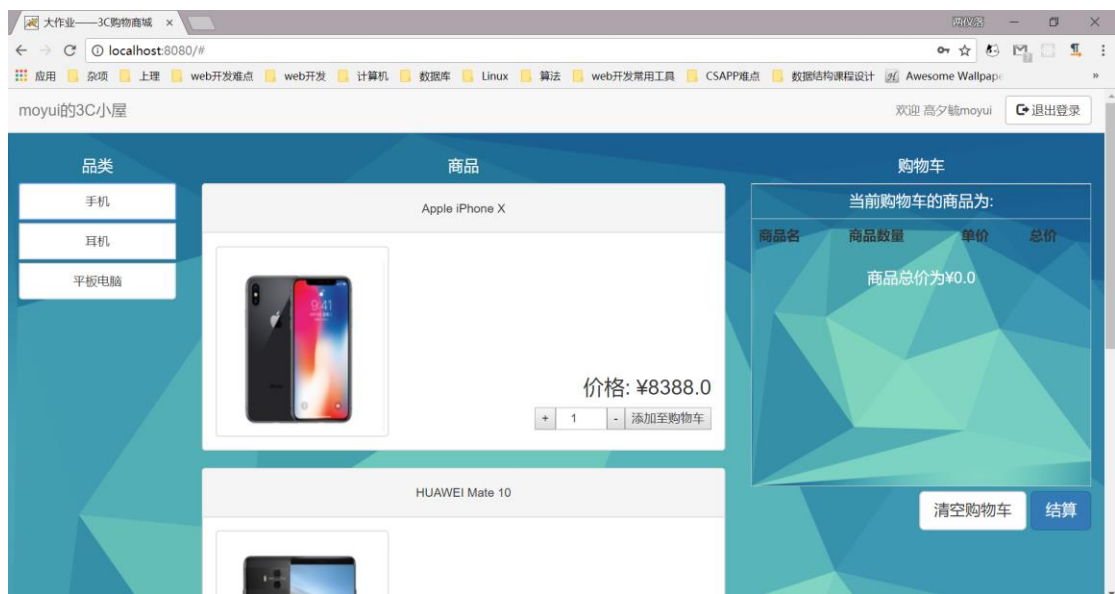 大作业——3C购物商城 ×
localhost:8080/#
应用 杂项 上理 web开发难点 web开发 计算机 数据库 Linux 算法 web开发常用工具 CSAPP难点 数据结构课程设计 Awesome Wallpape »
moyui的3C小屋 欢迎 高夕毓moyui 退出登录
品类 商品 购物车
手机
耳机
平板电脑
Apple iPhone X
9:41
价格: ¥8388.0
+ 1 - 添加至购物车
HUAWEI Mate 10
当前购物车的商品为:
商品名 商品数量 单价 总价
商品总价为¥0.0
清空购物车 结算